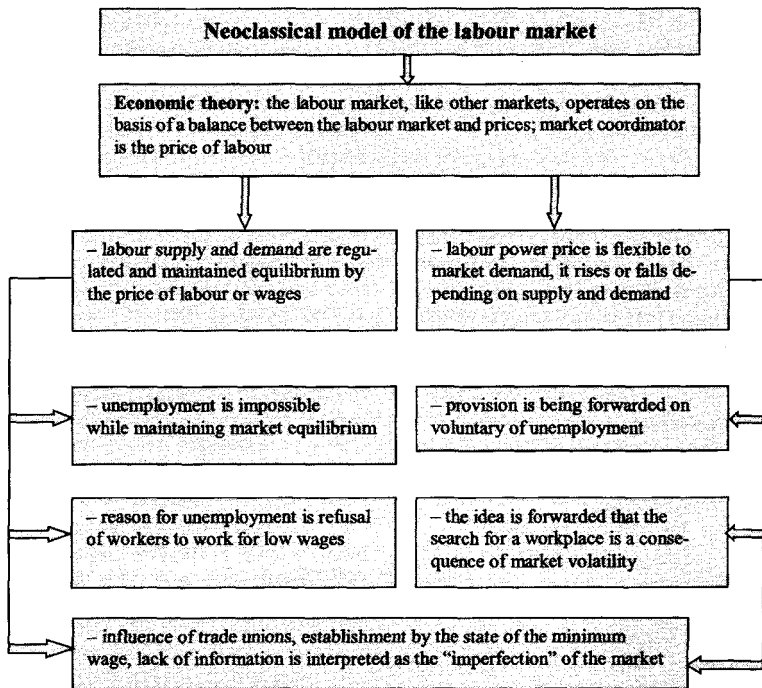 Neoclassical model of the labour market
Economic theory: the labour market, like other markets, operates on the
basis of a balance between the labour market and prices; market coordinator
is the price of labour
– labour supply and demand are regu-
lated and maintained equilibrium by
the price of labour or wages
– labour power price is flexible to
market demand, it rises or falls de-
pending on supply and demand
– unemployment is impossible
while maintaining market equilibrium
– provision is being forwarded on
voluntary of unemployment
– reason for unemployment is refusal
of workers to work for low wages
– the idea is forwarded that the
search for a workplace is a conse-
quence of market volatility
– influence of trade unions, establishment by the state of the minimum
wage, lack of information is interpreted as the “imperfection” of the market